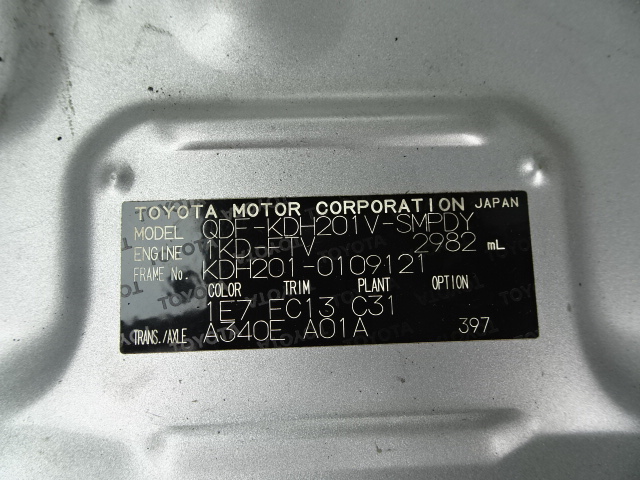 TOYOTA MOTOR CORPORATION JAPAN
MODEL QDF-KDH201V-SMPDY
ENGINE 1KD-FTV 2982 mL
FRAME No. KDH201-0109121
COLOR TRIM PLANT OPTION
1E7 EC13 C31
TRANS./AXLE A340E A01A 397